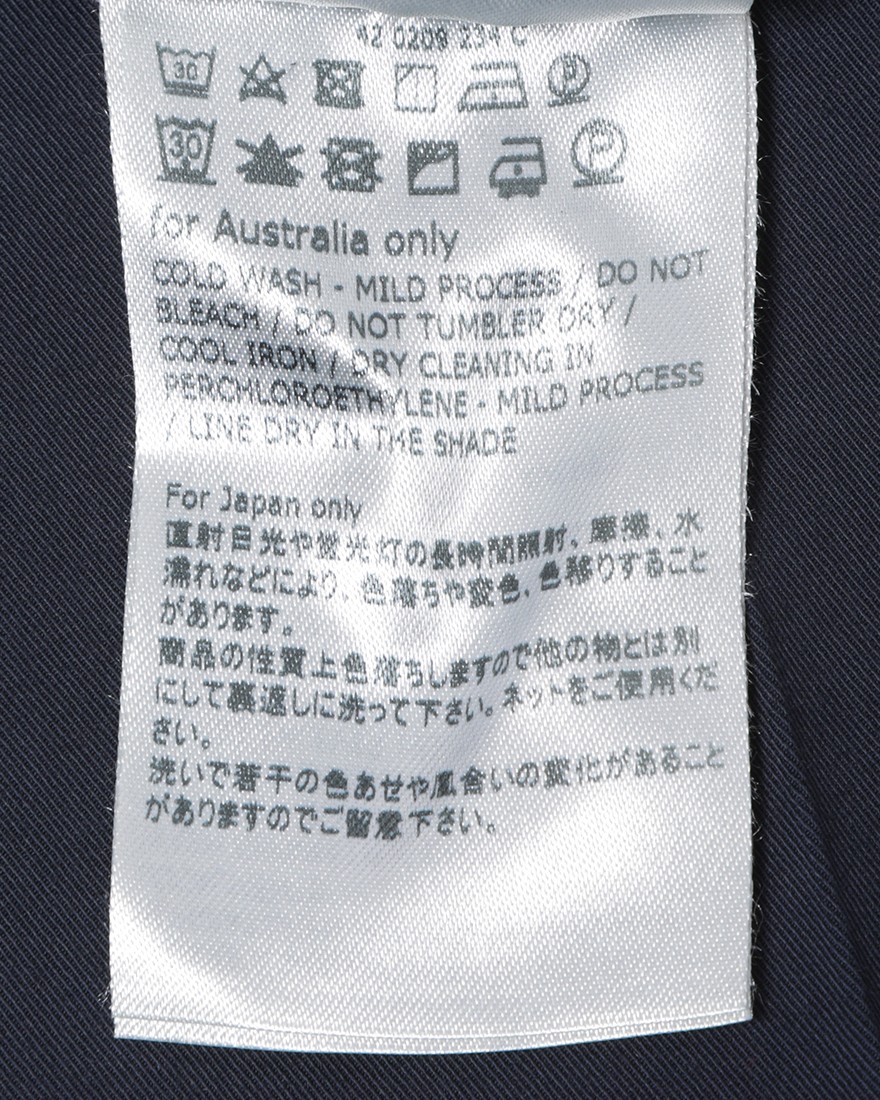 42 0209 234 C
30
P
30
P
for Australia only
COLD WASH - MILD PROCESS / DO NOT
BLEACH / DO NOT TUMBLER DRY /
COOL IRON / DRY CLEANING IN
PERCHLOROETHYLENE - MILD PROCESS
/ LINE DRY IN THE SHADE
For Japan only
直射日光や蛍光灯の長時間照射、摩擦、水
濡れなどにより、色落ちや変色、色移りすること
があります。
商品の性質上色落ちしますので他の物とは別
にして裏返しに洗って下さい。ネットをご使用くだ
さい。
洗いで若干の色あせや風合いの変化があること
がありますのでご留意下さい。